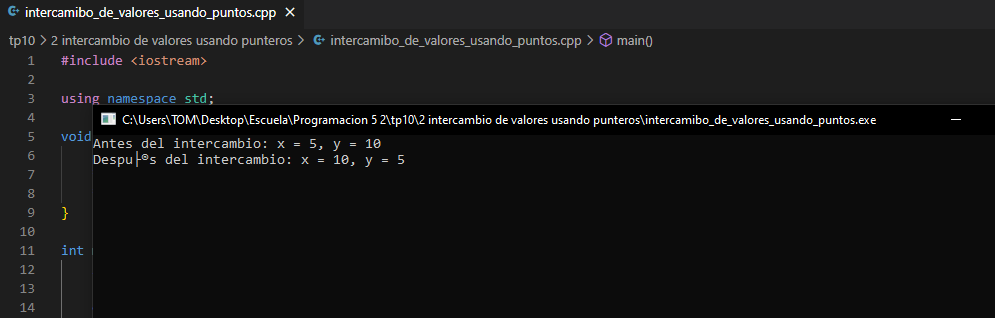 intercamibo_de_valores_usando_puntos.cpp ×
tp10 > 2 intercambio de valores usando punteros > intercamibo_de_valores_usando_puntos.cpp > main()
1 #include <iostream>
2
3 using namespace std;
4
C:\Users\TOM\Desktop\Escuela\Programacion 5 2\tp10\2 intercambio de valores usando punteros\intercamibo_de_valores_usando_puntos.exe
5 void
Antes del intercambio: x = 5, y = 10
6
Despu├®s del intercambio: x = 10, y = 5
7
8
9 }
10
11 int
12
13
14